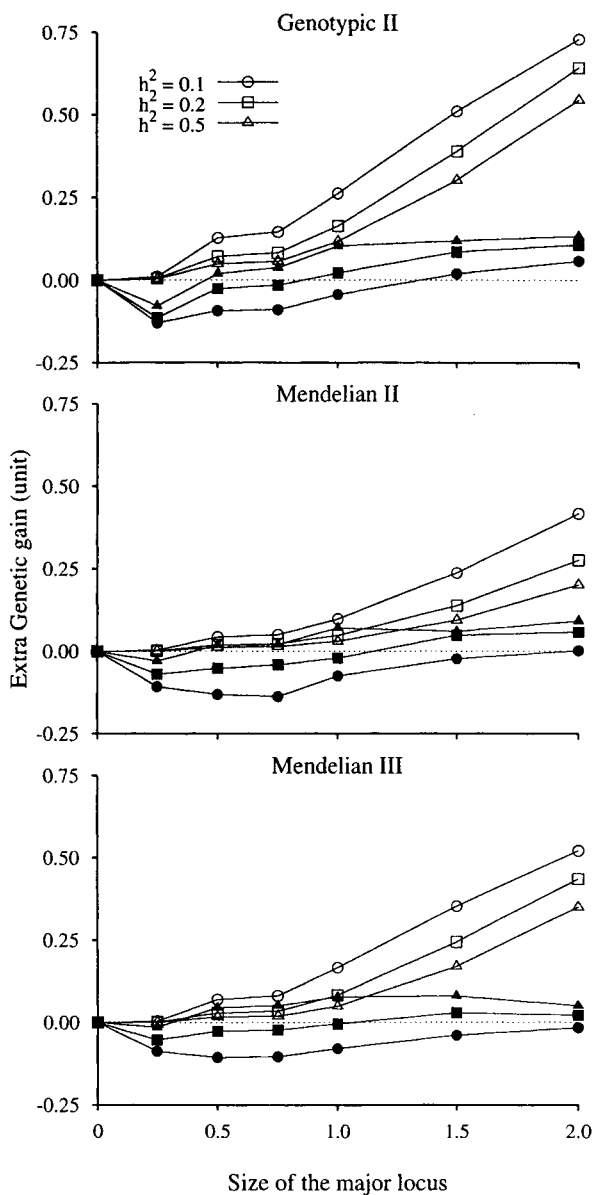 Genotypic II
0.75
h² = 0.1
h² = 0.2
h² = 0.5
0.50
0.25
0.00
-0.25
Mendelian II
0.75
0.50
0.25
0.00
-0.25
Extra Genetic gain (unit)
Mendelian III
0.75
0.50
0.25
0.00
-0.25
0 0.5 1.0 1.5 2.0
Size of the major locus